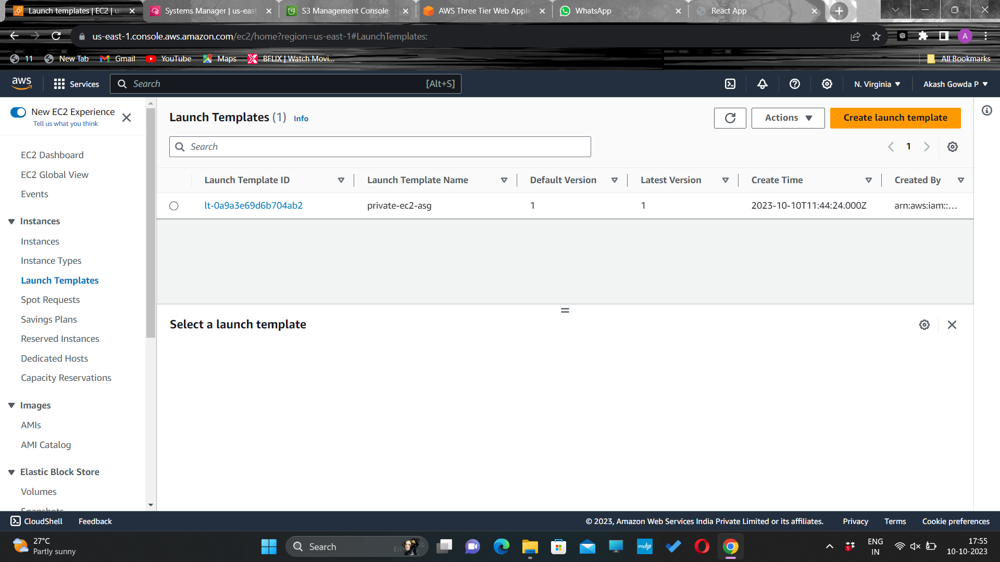 Launch templates | EC2 | us
Systems Manager | us-east
S3 Management Console
AWS Three Tier Web Applic
WhatsApp
React App
us-east-1.console.aws.amazon.com/ec2/home?region=us-east-1#LaunchTemplates:
A
11
New Tab
Gmail
YouTube
Maps
BFLIX | Watch Movi...
All Bookmarks
aws
Services
Search
[Alt+S]
N. Virginia
Akash Gowda P
New EC2 Experience
Tell us what you think
EC2 Dashboard
EC2 Global View
Events
Instances
Instances
Instance Types
Launch Templates
Spot Requests
Savings Plans
Reserved Instances
Dedicated Hosts
Capacity Reservations
Images
AMIs
AMI Catalog
Elastic Block Store
Volumes
Snapshots
Launch Templates (1) Info
Actions
Create launch template
Search
1
Launch Template ID
Launch Template Name
Default Version
Latest Version
Create Time
Created By
lt-0a9a3e69d6b704ab2
private-ec2-asg
1
1
2023-10-10T11:44:24.000Z
arn:aws:iam::...
Select a launch template
CloudShell
Feedback
© 2023, Amazon Web Services India Private Limited or its affiliates.
Privacy
Terms
Cookie preferences
27°C
Partly sunny
Search
myhp
1
ENG
IN
17:55
10-10-2023